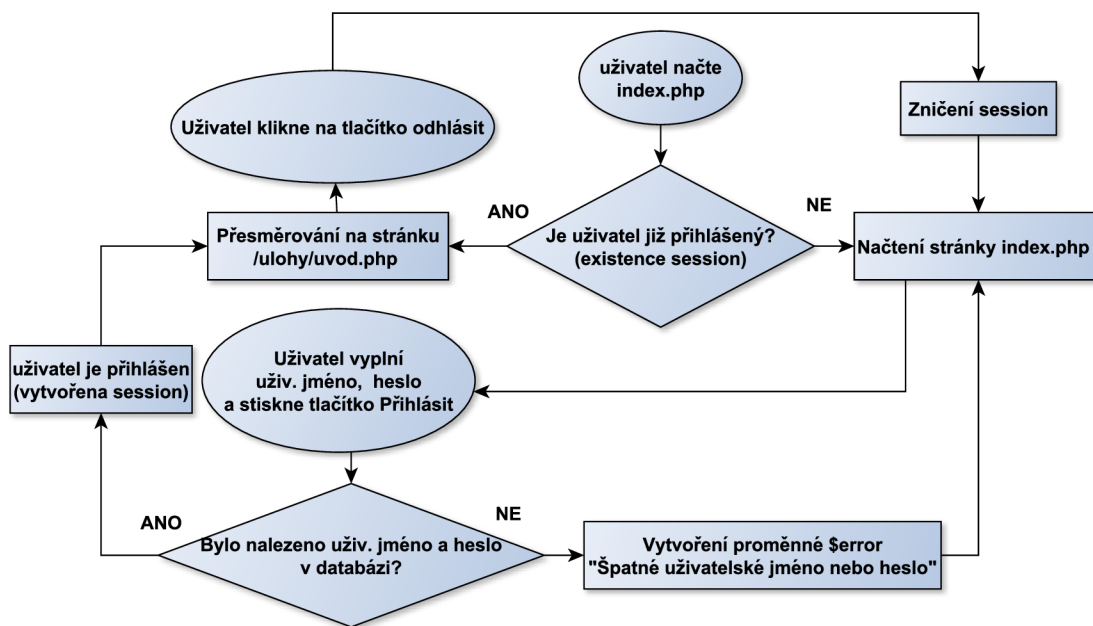 uživatel načte
index.php
Zničení session
Uživatel klikne na tlačítko odhlásit
ANO
NE
Přesměrování na stránku
/ulohy/uvod.php
Je uživatel již přihlášený?
(existence session)
Načtení stránky index.php
uživatel je přihlášen
(vytvořena session)
Uživatel vyplní
uživ. jméno, heslo
a stiskne tlačítko Přihlásit
ANO
NE
Bylo nalezeno uživ. jméno a heslo
v databázi?
Vytvoření proměnné $error
"Špatné uživatelské jméno nebo heslo"